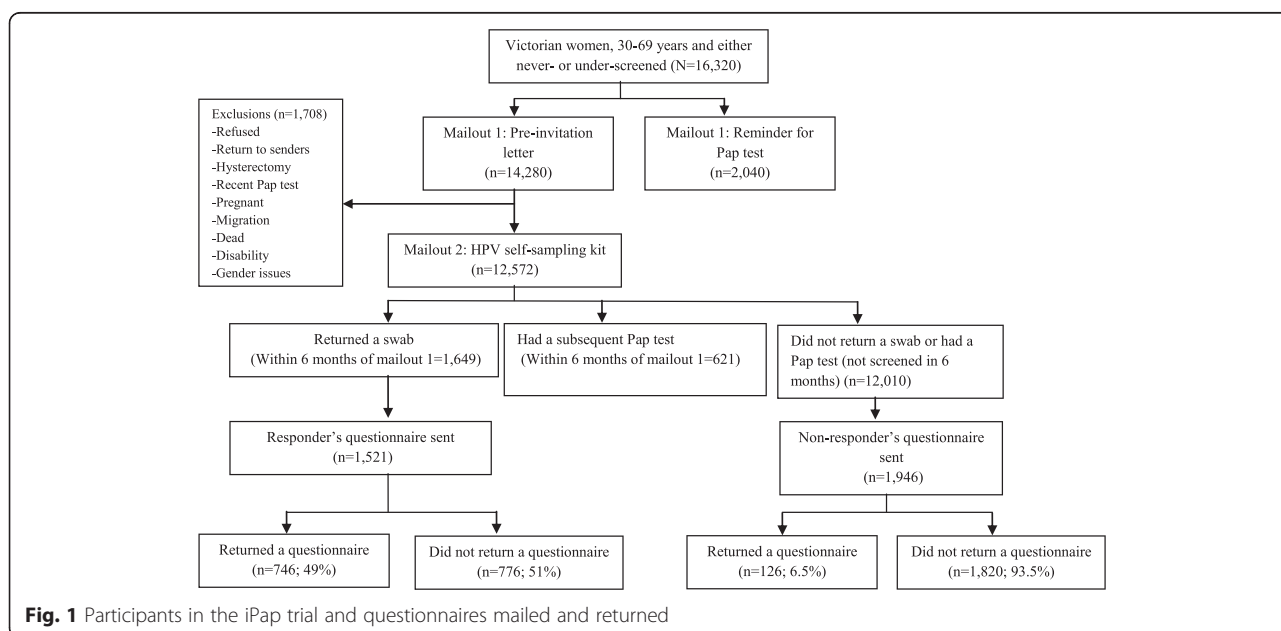 Victorian women, 30-69 years and either
never- or under-screened (N=16,320)
Exclusions (n=1,708)
-Refused
-Return to senders
-Hysterectomy
-Recent Pap test
-Pregnant
-Migration
-Dead
-Disability
-Gender issues
Mailout 1: Pre-invitation
letter
(n=14,280)
Mailout 1: Reminder for
Pap test
(n=2,040)
Mailout 2: HPV self-sampling kit
(n=12,572)
Returned a swab
(Within 6 months of mailout 1=1,649)
Had a subsequent Pap test
(Within 6 months of mailout 1=621)
Did not return a swab or had a
Pap test (not screened in 6
months) (n=12,010)
Responder's questionnaire sent
(n=1,521)
Non-responder's questionnaire
sent
(n=1,946)
Returned a questionnaire
(n=746; 49%)
Did not return a questionnaire
(n=776; 51%)
Returned a questionnaire
(n=126; 6.5%)
Did not return a questionnaire
(n=1,820; 93.5%)
Fig. 1 Participants in the iPap trial and questionnaires mailed and returned